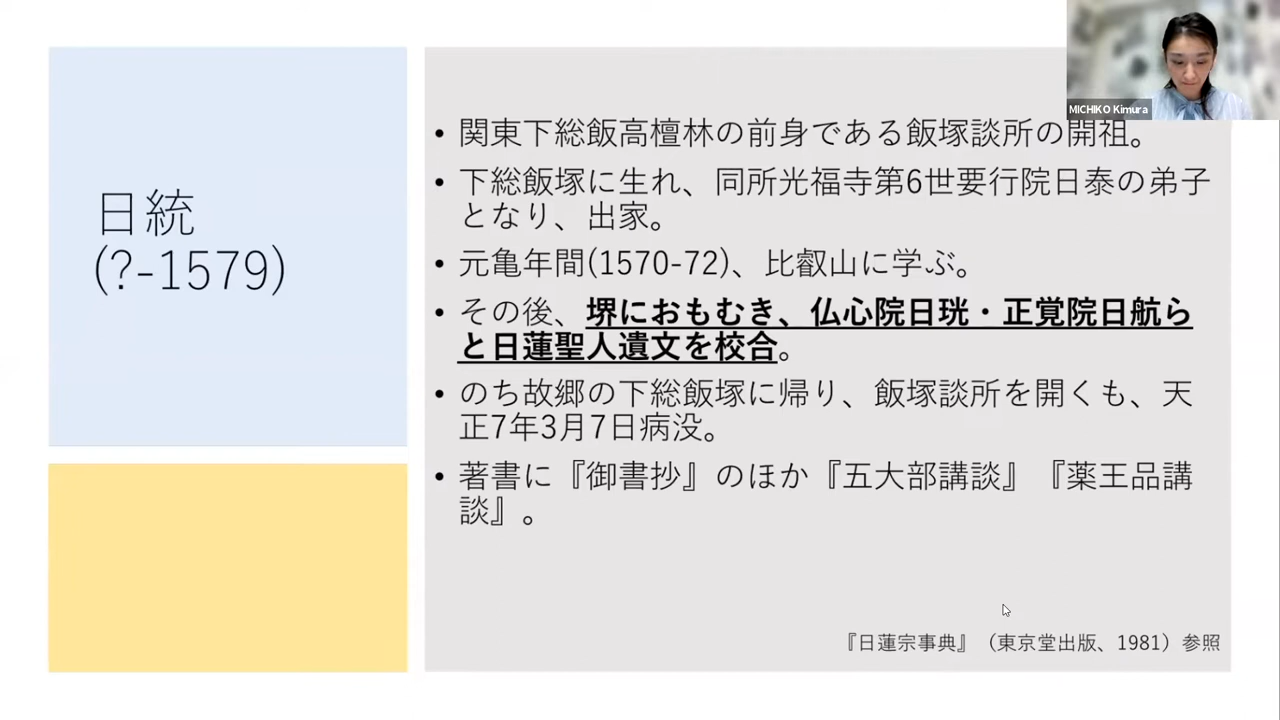 MICHIKO Kimura
日統
(?-1579)
• 関東下総飯高檀林の前身である飯塚談所の開祖。
• 下総飯塚に生れ、同所光福寺第6世要行院日泰の弟子
となり、出家。
• 元亀年間(1570-72)、比叡山に学ぶ。
• その後、堺におもむき、仏心院日珖・正覚院日航ら
と日蓮聖人遺文を校合。
• のち故郷の下総飯塚に帰り、飯塚談所を開くも、天
正7年3月7日病没。
• 著書に『御書抄』のほか『五大部講談』『薬王品講
談』。
『日蓮宗事典』（東京堂出版、1981）参照